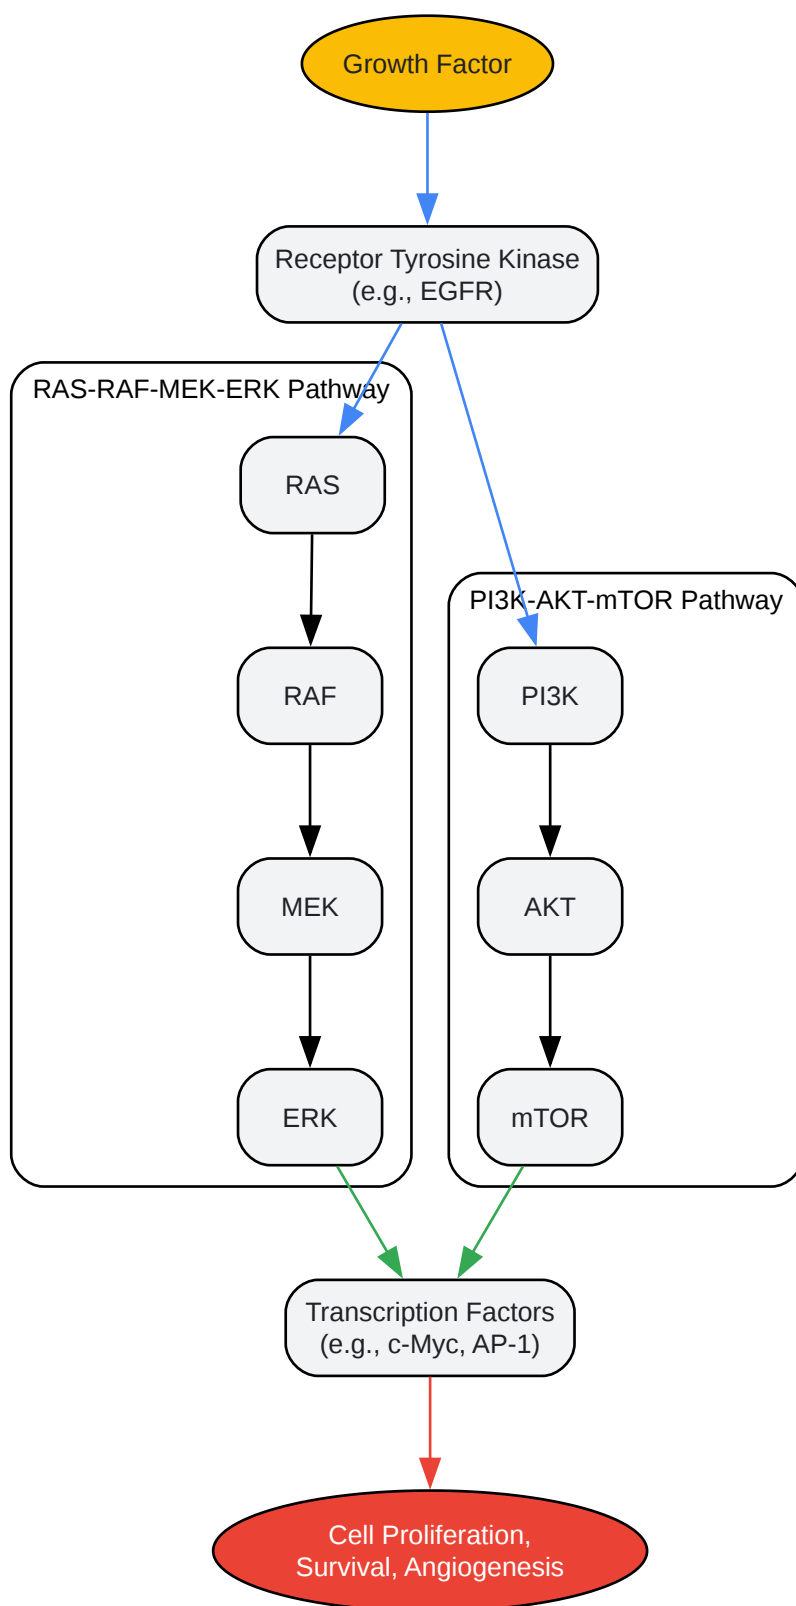 Growth Factor
Receptor Tyrosine Kinase
(e.g., EGFR)
RAS-RAF-MEK-ERK Pathway
RAS
RAF
MEK
ERK
PI3K-AKT-mTOR Pathway
PI3K
AKT
mTOR
Transcription Factors
(e.g., c-Myc, AP-1)
Cell Proliferation,
Survival, Angiogenesis